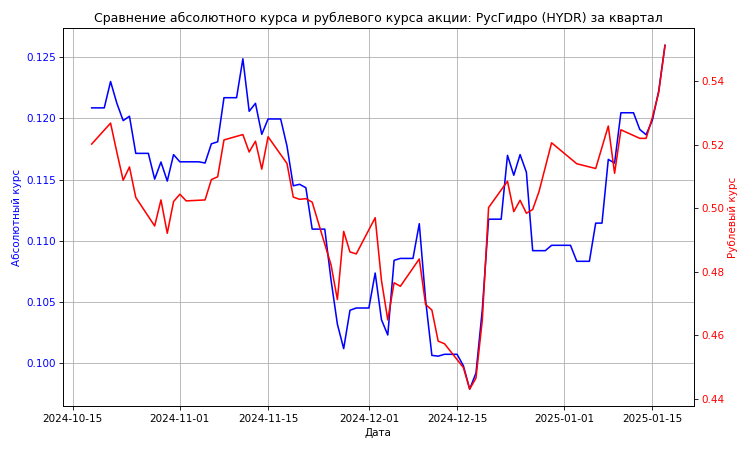 Сравнение абсолютного курса и рублевого курса акции: РусГидро (HYDR) за квартал
0.125
0.120
0.115
0.110
0.105
0.100
Абсолютный курс
0.54
0.52
0.50
0.48
0.46
0.44
Рублевый курс
2024-10-15 2024-11-01 2024-11-15 2024-12-01 2024-12-15 2025-01-01 2025-01-15
Дата